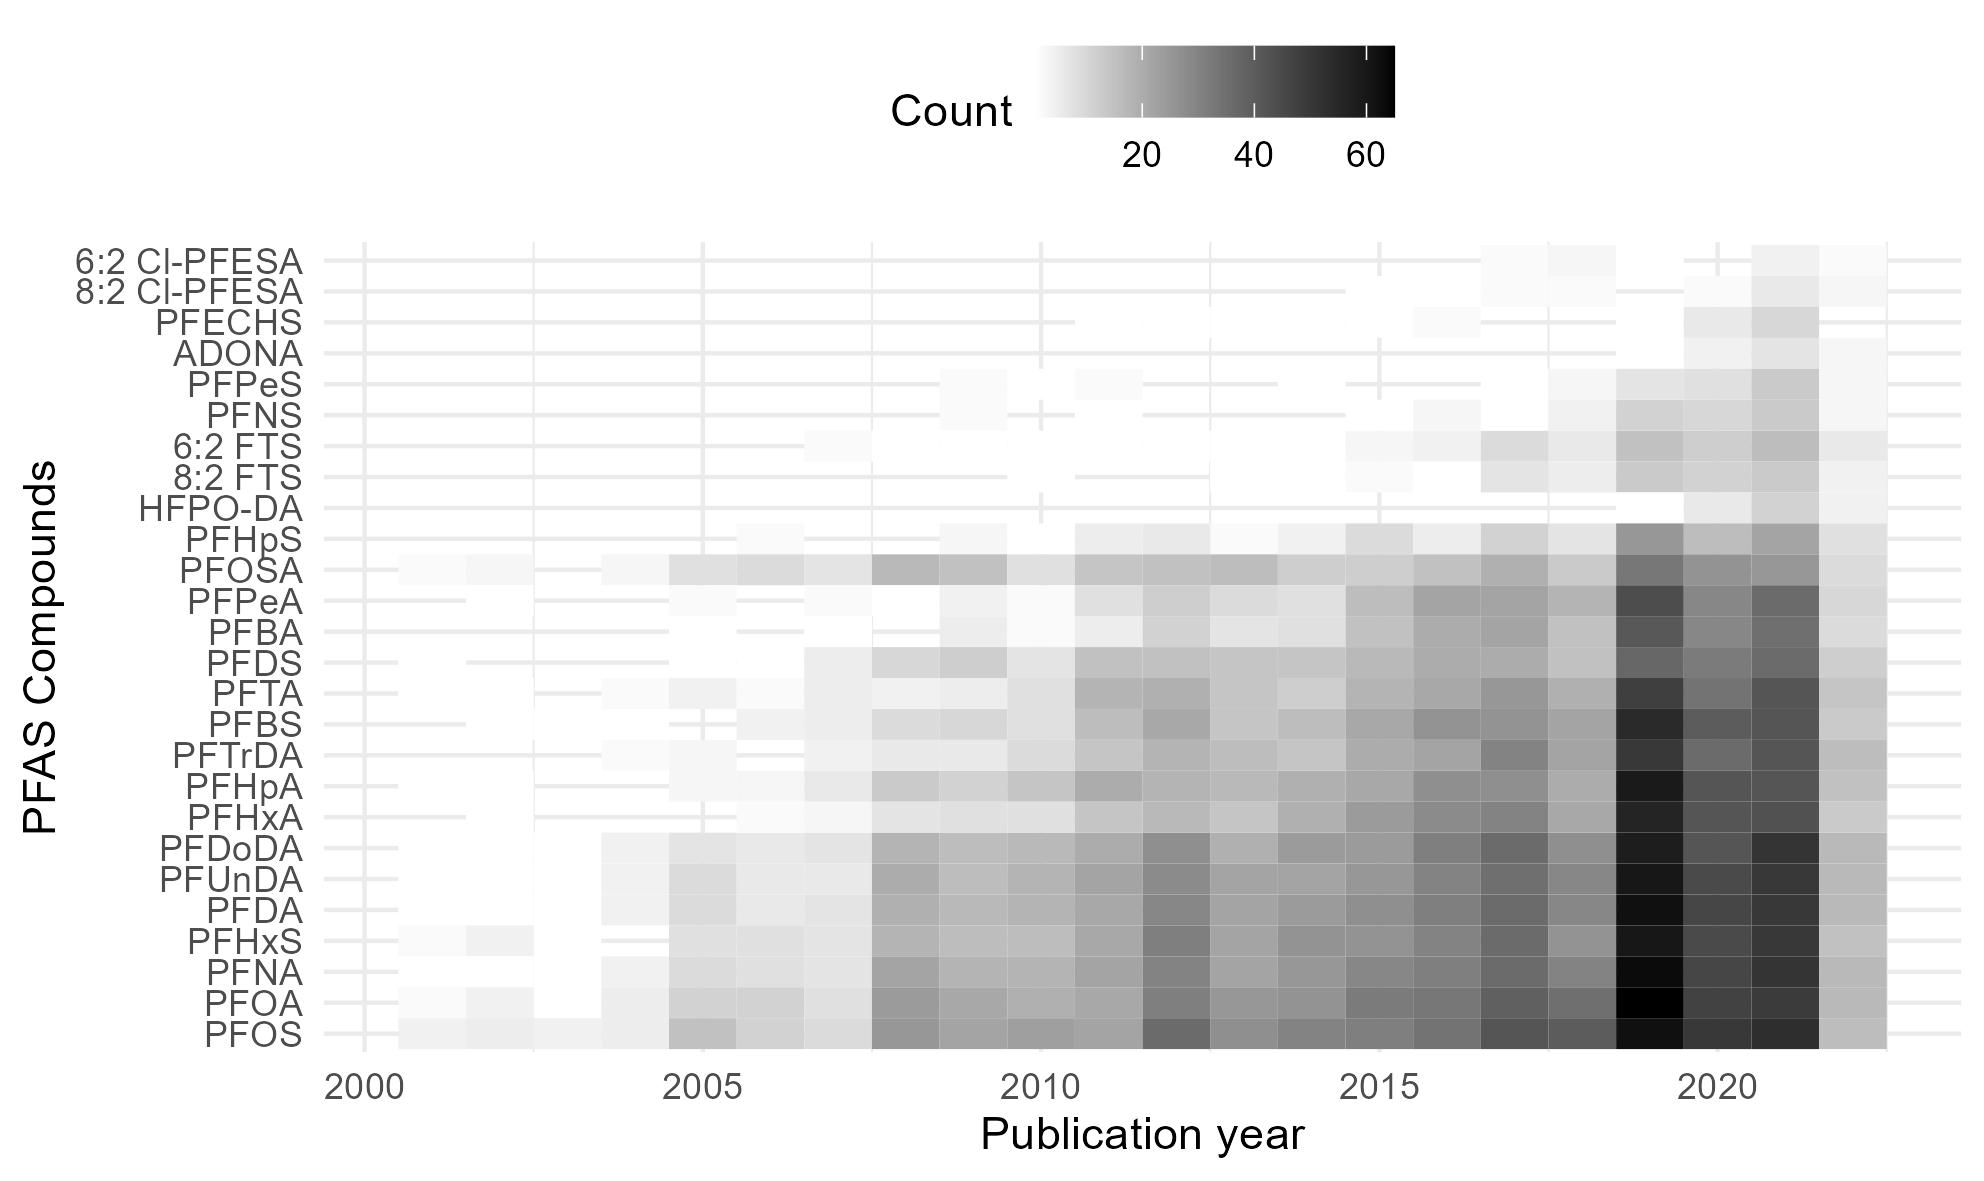 Count
20 40 60
6:2 Cl-PFESA
8:2 Cl-PFESA
PFECHS
ADONA
PFPeS
PFNS
6:2 FTS
8:2 FTS
HFPO-DA
PFHpS
PFOSA
PFPeA
PFBA
PFDS
PFTA
PFBS
PFTrDA
PFHpA
PFHxA
PFDoDA
PFUnDA
PFDA
PFHxS
PFNA
PFOA
PFOS
PFAS Compounds
2000 2005 2010 2015 2020
Publication year